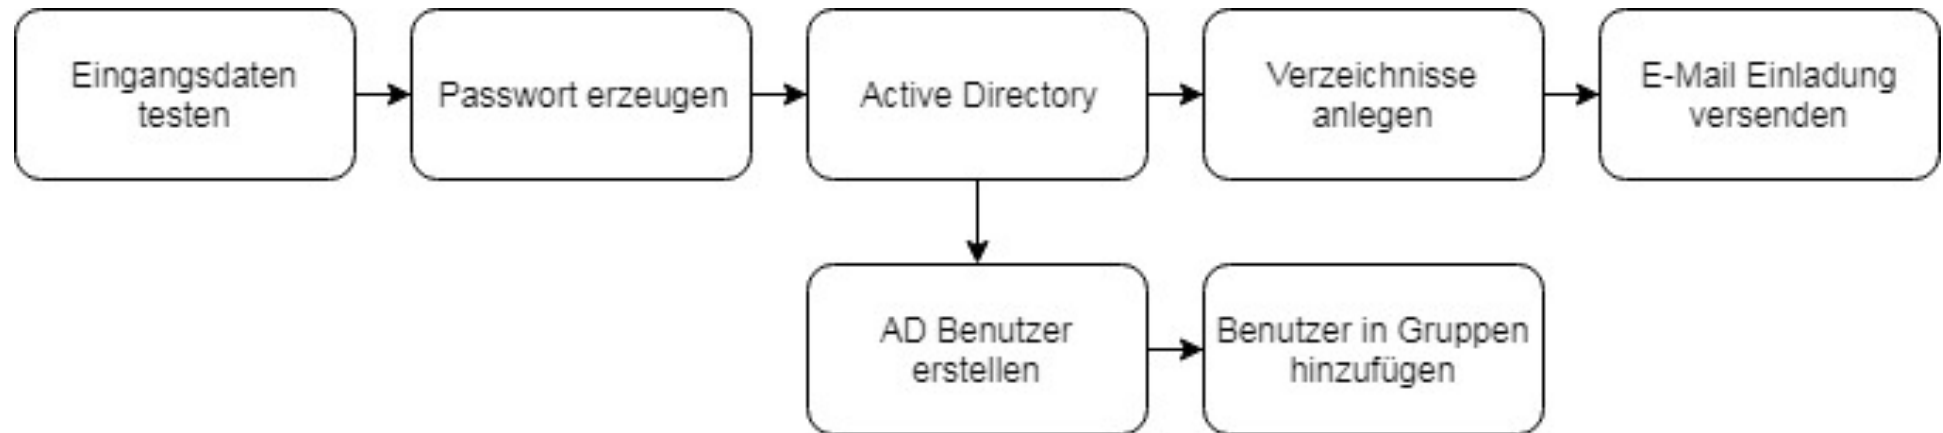 Eingangsdaten
testen
Passwort erzeugen
Active Directory
Verzeichnisse
anlegen
E-Mail Einladung
versenden
AD Benutzer
erstellen
Benutzer in Gruppen
hinzufügen